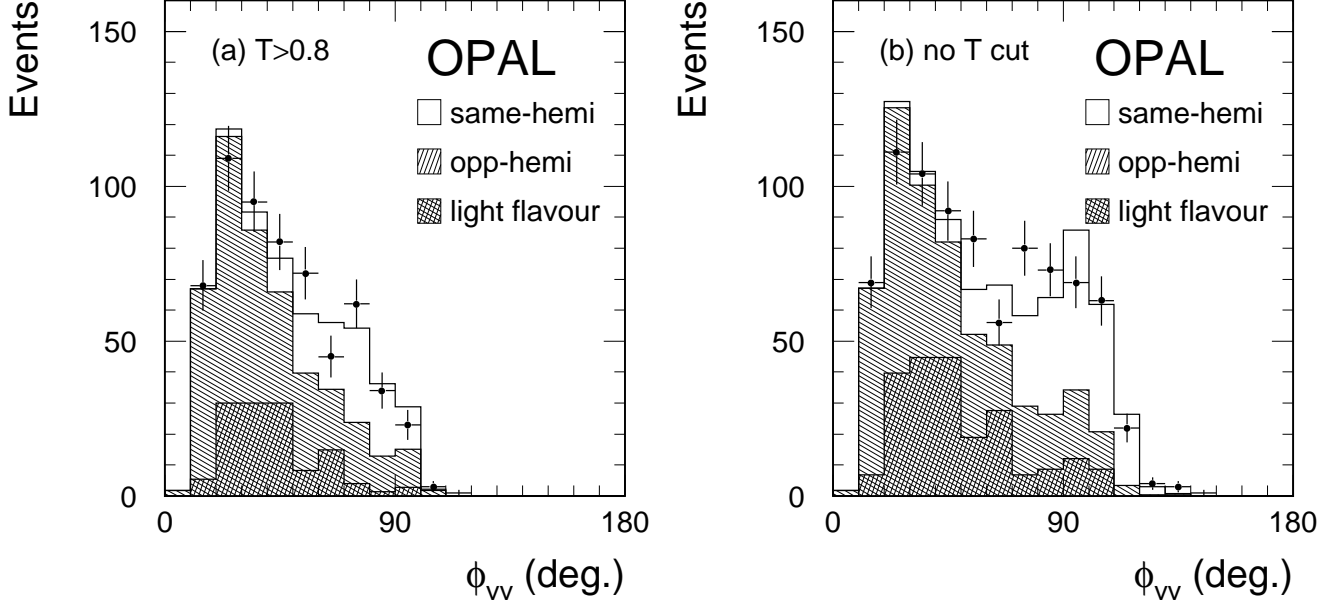 Events
150
100
50
0
(a) T>0.8
OPAL
same-hemi
opp-hemi
light flavour
0 90 180
ϕvv (deg.)
Events
150
100
50
0
(b) no T cut
OPAL
same-hemi
opp-hemi
light flavour
0 90 180
ϕvv (deg.)